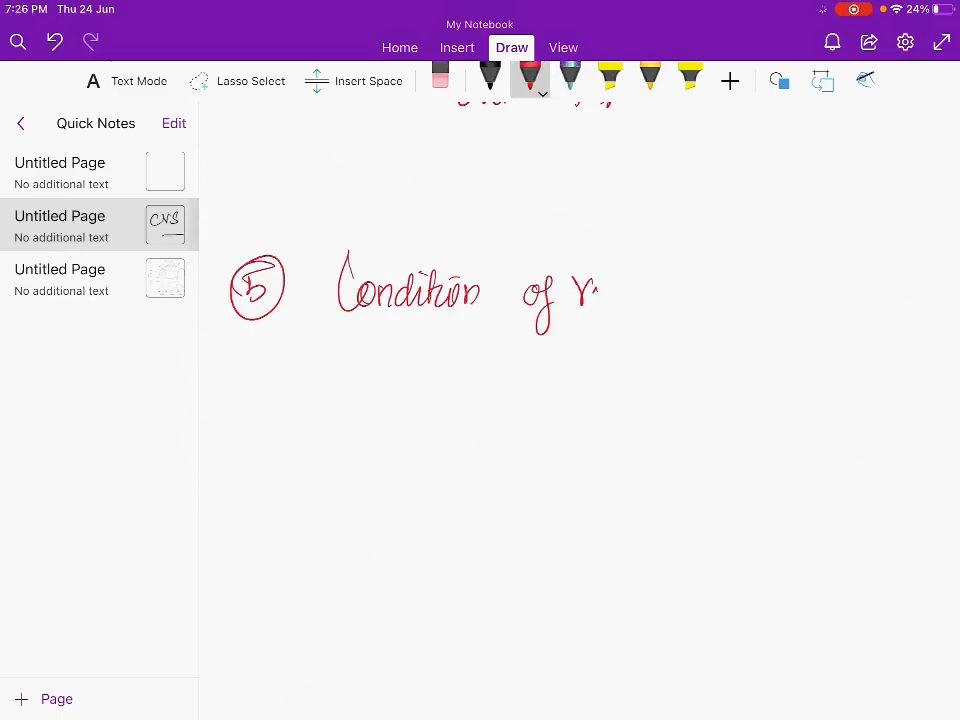 7:26 PM Thu 24 Jun
24%
My Notebook
Home Insert Draw View
Text Mode Lasso Select Insert Space
Quick Notes Edit
Untitled Page
No additional text
Untitled Page
No additional text
CNS
Untitled Page
No additional text
5 Condition of
Page